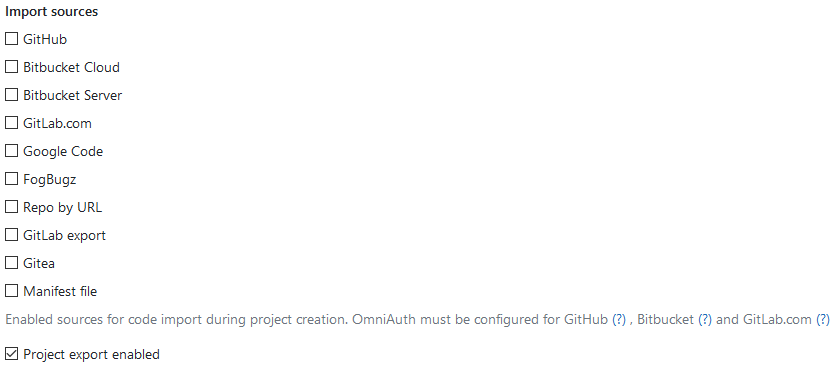 Import sources
GitHub
Bitbucket Cloud
Bitbucket Server
GitLab.com
Google Code
FogBugz
Repo by URL
GitLab export
Gitea
Manifest file
Enabled sources for code import during project creation. OmniAuth must be configured for GitHub (?) , Bitbucket (?) and GitLab.com (?)
Project export enabled